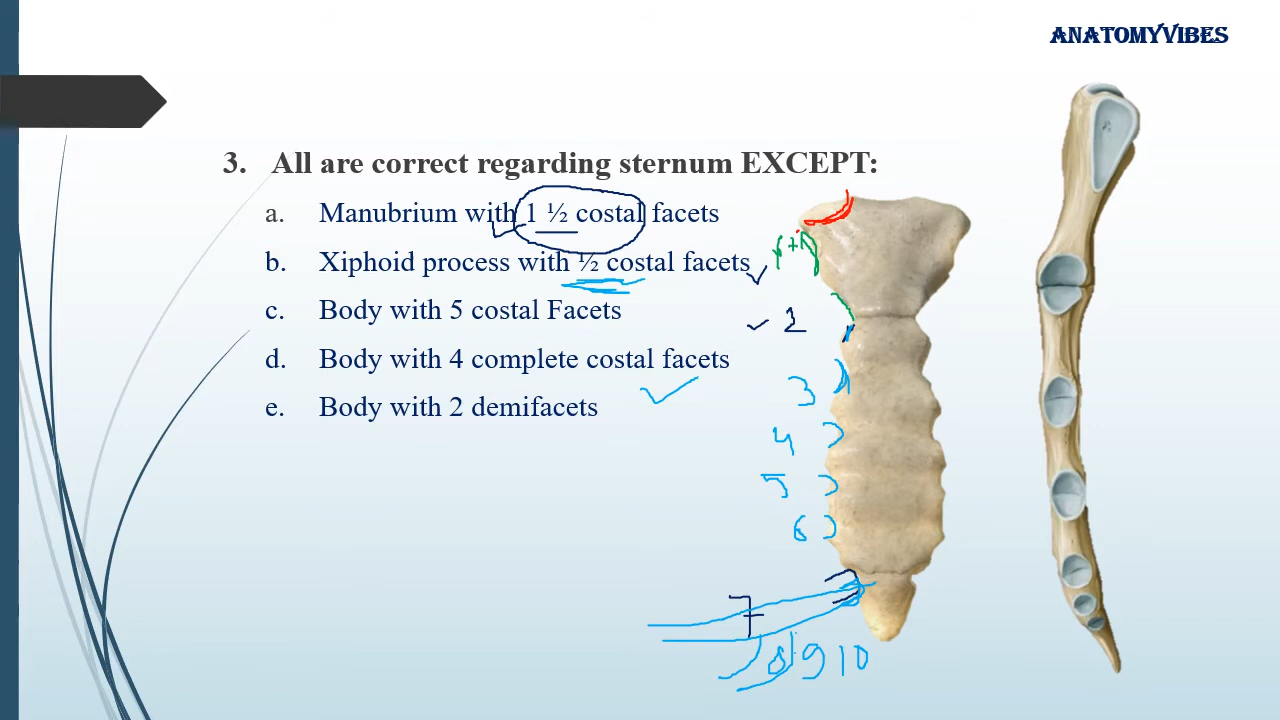 ANATOMYVIBES
3. All are correct regarding sternum EXCEPT:
a. Manubrium with 1 ½ costal facets
b. Xiphoid process with ½ costal facets
c. Body with 5 costal Facets
d. Body with 4 complete costal facets
e. Body with 2 demifacets
2
3
4
5
6
7
8 9 10